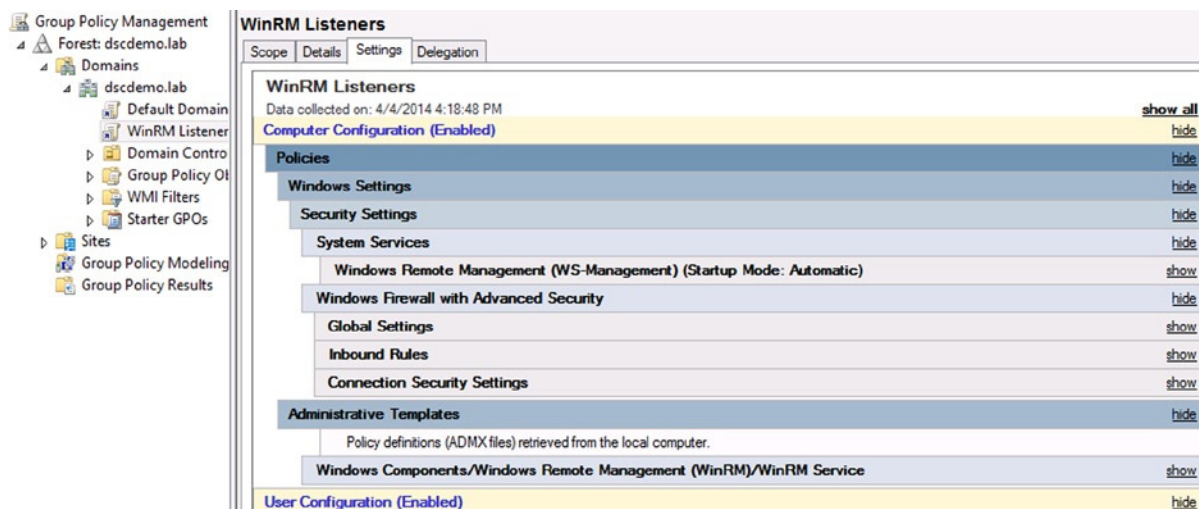 Group Policy Management
Forest: dscdemo.lab
Domains
dscdemo.lab
Default Domain
WinRM Listener
Domain Contro
Group Policy Ob
WMI Filters
Starter GPOs
Sites
Group Policy Modeling
Group Policy Results
WinRM Listeners
Scope Details Settings Delegation
WinRM Listeners
Data collected on: 4/4/2014 4:18:48 PM show all
Computer Configuration (Enabled) hide
Policies hide
Windows Settings hide
Security Settings hide
System Services hide
Windows Remote Management (WS-Management) (Startup Mode: Automatic) show
Windows Firewall with Advanced Security hide
Global Settings show
Inbound Rules show
Connection Security Settings show
Administrative Templates hide
Policy definitions (ADMX files) retrieved from the local computer.
Windows Components/Windows Remote Management (WinRM)/WinRM Service show
User Configuration (Enabled) hide